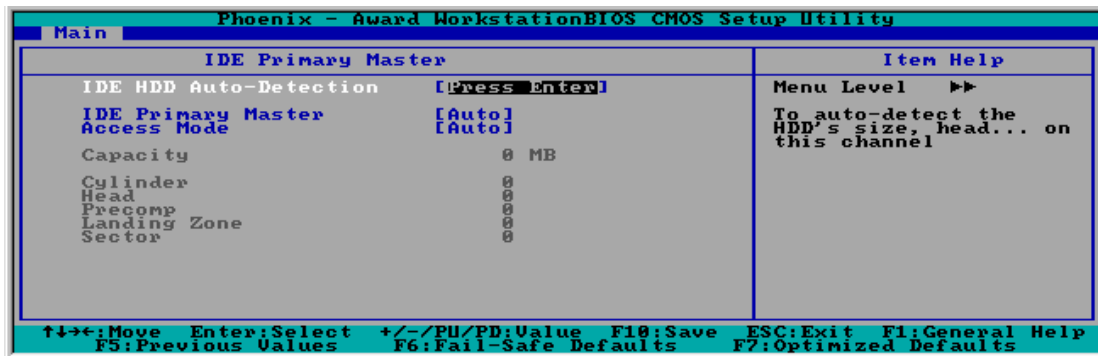 Phoenix - Award WorkstationBIOS CMOS Setup Utility
Main
IDE Primary Master
Item Help
IDE HDD Auto-Detection [Press Enter]
Menu Level ►►
IDE Primary Master [Auto]
To auto-detect the
Access Mode [Auto]
HDD's size, head... on
this channel
Capacity 0 MB
Cylinder 0
Head 0
Precomp 0
Landing Zone 0
Sector 0
↑↓→←:Move Enter:Select +/-/PU/PD:Value F10:Save ESC:Exit F1:General Help
F5:Previous Values F6:Fail-Safe Defaults F7:Optimized Defaults